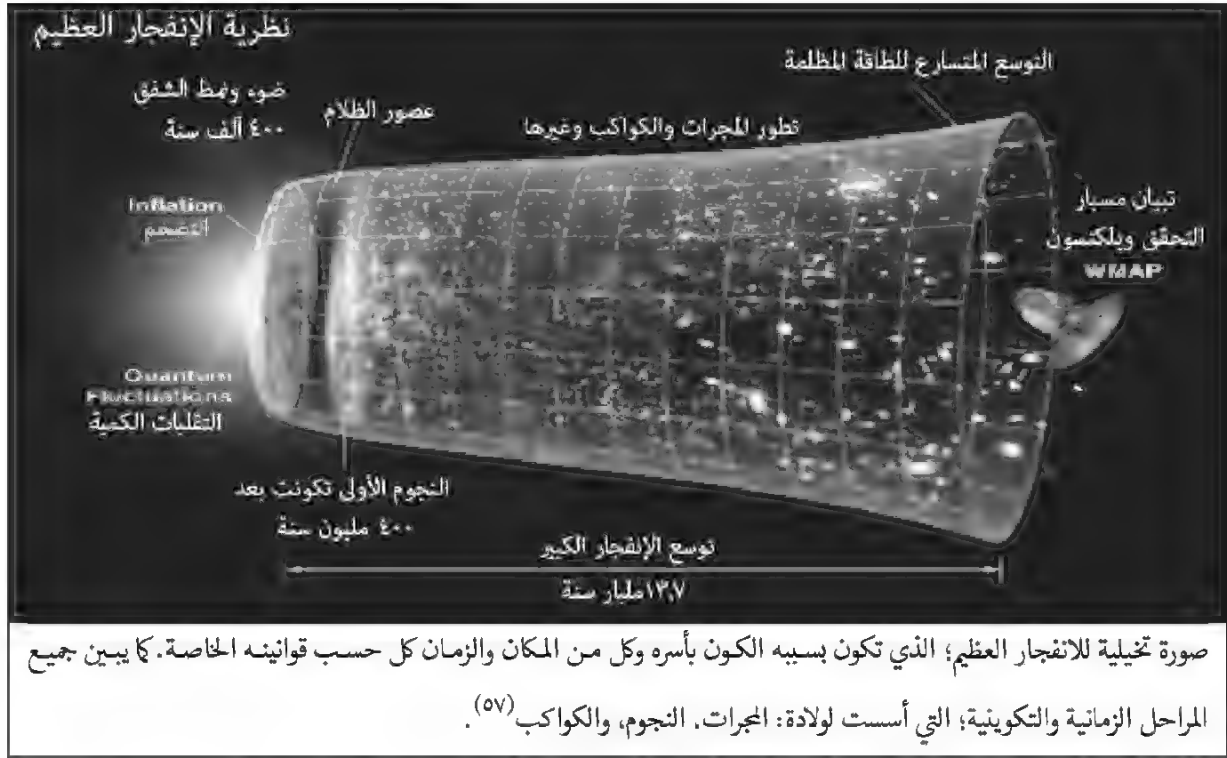 نظرية الإنفجار العظيم
التوسع المتسارع للطاقة المظلمة
ضوء ونمط الشفق
٤٠٠ ألف سنة
عصور الظلام
تطور المجرات والكواكب وغيرها
Inflation
التضخم
تبيان مسبار
التحقق ويلكنسون
WMAP
Quantum
Fluctuations
التقلبات الكمية
النجوم الأولى تكونت بعد
٤٠٠ مليون سنة
توسع الإنفجار الكبير
١٣,٧مليار سنة
صورة تخيلية للانفجار العظيم؛ الذي تكون بسببه الكون بأسره وكل من المكان والزمان كل حسب قوانينه الخاصة. كما يبين جميع
المراحل الزمانية والتكوينية؛ التي أسست لولادة: المجرات. النجوم، والكواكب(٥٧).